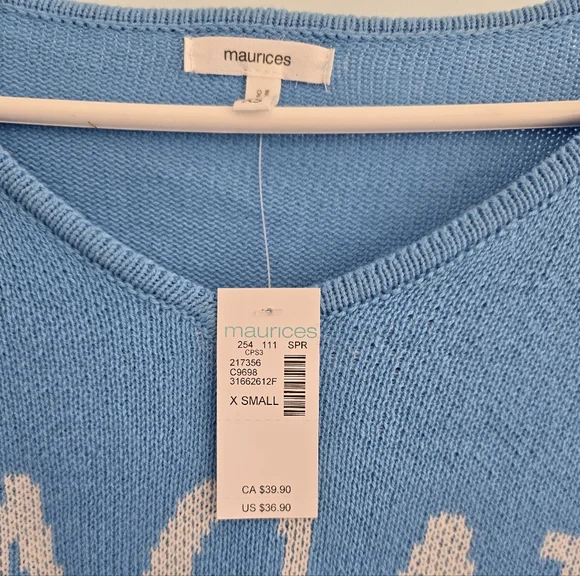 maurices
maurices
254 111 SPR
CPS3
217356
C9698
31662612F
X SMALL
CA $39.90
US $36.90